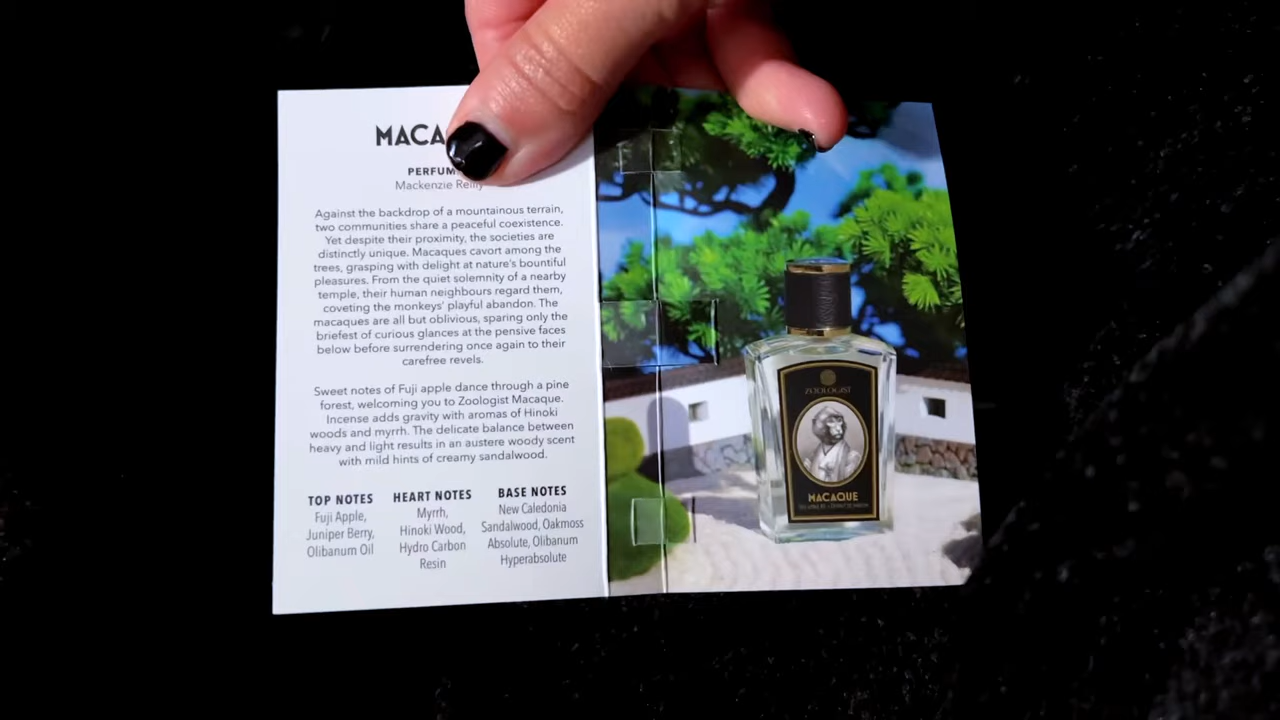 MACA
PERFUM
Mackenzie Reilly
Against the backdrop of a mountainous terrain,
two communities share a peaceful coexistence.
Yet despite their proximity, the societies are
distinctly unique. Macaques cavort among the
trees, grasping with delight at nature's bountiful
pleasures. From the quiet solemnity of a nearby
temple, their human neighbours regard them,
coveting the monkeys' playful abandon. The
macaques are all but oblivious, sparing only the
briefest of curious glances at the pensive faces
below before surrendering once again to their
carefree revels.
Sweet notes of Fuji apple dance through a pine
forest, welcoming you to Zoologist Macaque.
Incense adds gravity with aromas of Hinoki
woods and myrrh. The delicate balance between
heavy and light results in an austere woody scent
with mild hints of creamy sandalwood.
TOP NOTES
Fuji Apple,
Juniper Berry,
Olibanum Oil
HEART NOTES
Myrrh,
Hinoki Wood,
Hydro Carbon
Resin
BASE NOTES
New Caledonia
Sandalwood, Oakmoss
Absolute, Olibanum
Hyperabsolute
ZOOLOGIST
MACAQUE